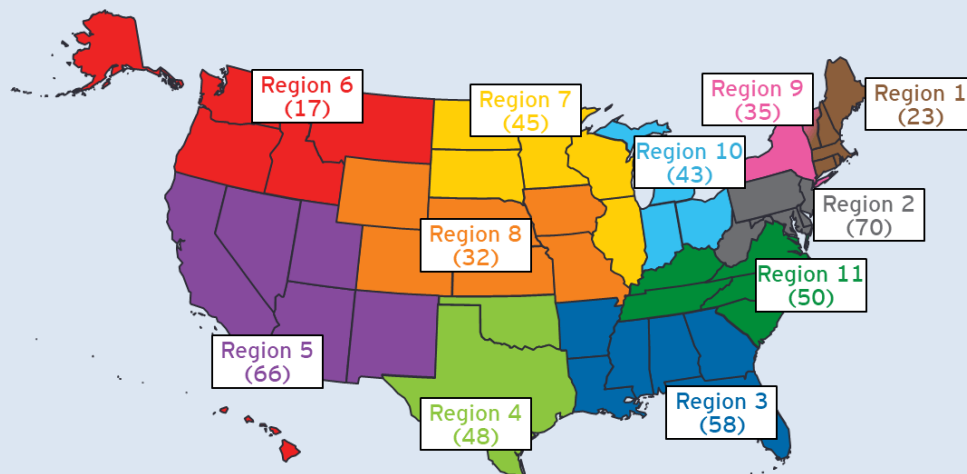 Region 6
(17)
Region 7
(45)
Region 9
(35)
Region 1
(23)
Region 10
(43)
Region 8
(32)
Region 2
(70)
Region 11
(50)
Region 5
(66)
Region 4
(48)
Region 3
(58)